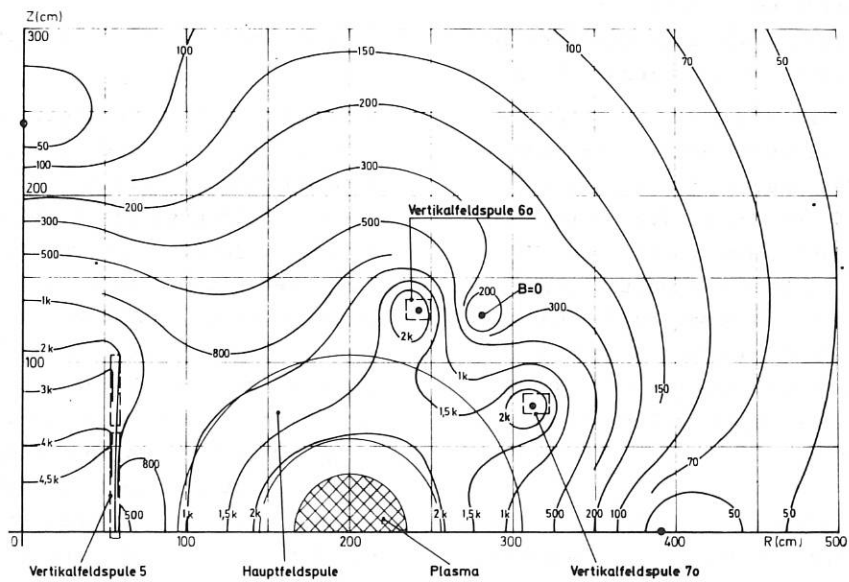 Z(cm)
300
100
150
100
70
50
50
200
100
200
300
200
300
Vertikalfeldspule 6a
500
500
200
B=0
1k
300
800
2k
100
2k
1k
150
3k
1,5k
2k
4k
70
4,5k
800
500
1k
1,5k
2k
2k
1,5k
1k
500
200
100
50
50
0
100
200
300
400
R(cm)
500
Vertikalfeldspule 5
Hauptfeldspule
Plasma
Vertikalfeldspule 7a